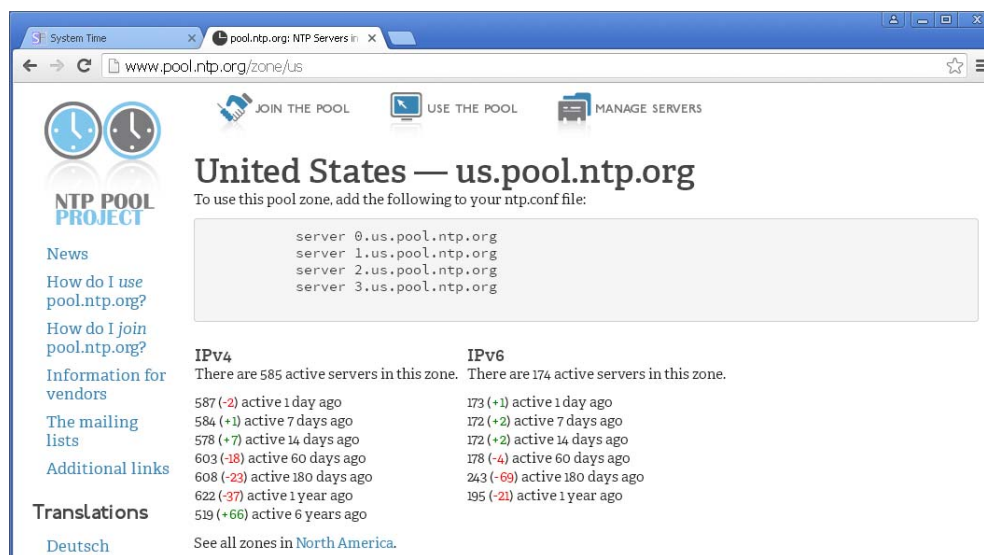 System Time
pool.ntp.org: NTP Servers in
www.pool.ntp.org/zone/us
JOIN THE POOL
USE THE POOL
MANAGE SERVERS
NTP POOL
PROJECT
News
How do I use
pool.ntp.org?
How do I join
pool.ntp.org?
Information for
vendors
The mailing
lists
Additional links
Translations
Deutsch
United States — us.pool.ntp.org
To use this pool zone, add the following to your ntp.conf file:
server 0.us.pool.ntp.org
server 1.us.pool.ntp.org
server 2.us.pool.ntp.org
server 3.us.pool.ntp.org
IPv4
There are 585 active servers in this zone.
587 (-2) active 1 day ago
584 (+1) active 7 days ago
578 (+7) active 14 days ago
603 (-18) active 60 days ago
608 (-23) active 180 days ago
622 (-37) active 1 year ago
519 (+66) active 6 years ago
IPv6
There are 174 active servers in this zone.
173 (+1) active 1 day ago
172 (+2) active 7 days ago
172 (+2) active 14 days ago
178 (-4) active 60 days ago
243 (-69) active 180 days ago
195 (-21) active 1 year ago
See all zones in North America.